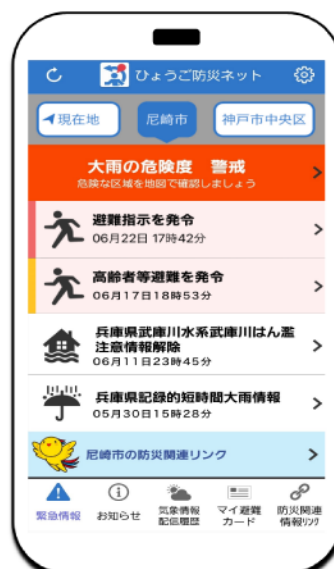 ひょうご防災ネット
現在地
尼崎市
神戸市中央区
大雨の危険度 警戒
危険な区域を地図で確認しましょう
避難指示を発令
06月22日 17時42分
高齢者等避難を発令
06月17日18時53分
兵庫県武庫川水系武庫川はん濫
注意情報解除
06月11日23時45分
兵庫県記録的短時間大雨情報
05月30日15時28分
尼崎市の防災関連リンク
緊急情報
お知らせ
気象情報
配信履歴
マイ避難
カード
防災関連
情報リンク